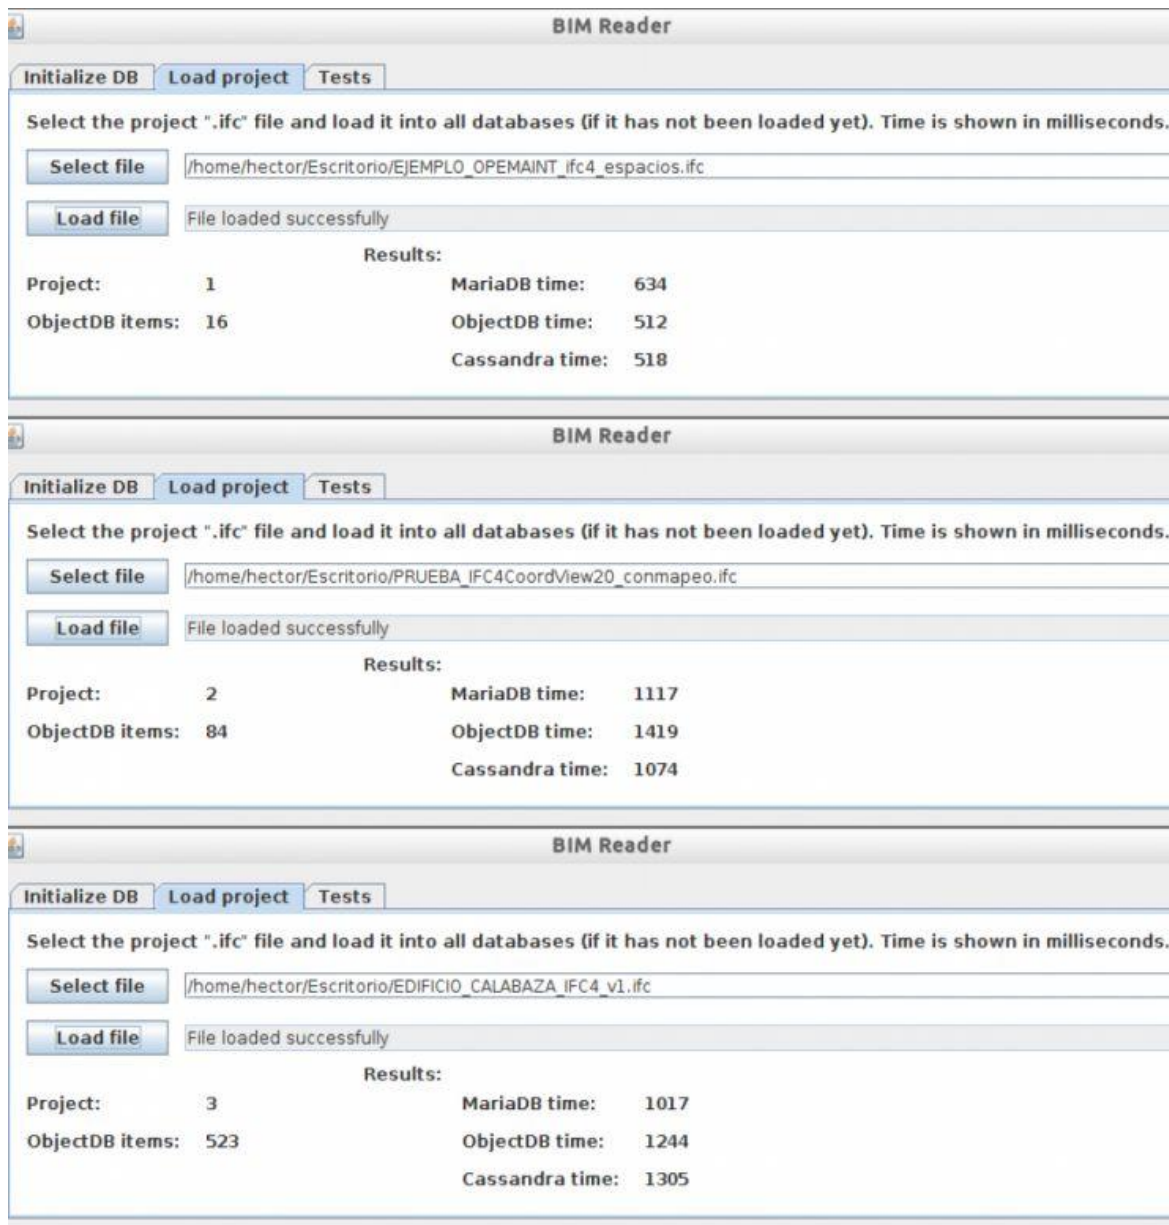 BIM Reader
Initialize DB Load project Tests
Select the project ".ifc" file and load it into all databases (if it has not been loaded yet). Time is shown in milliseconds.
Select file /home/hector/Escritorio/EJEMPLO_OPEMAINT_ifc4_espacios.ifc
Load file File loaded successfully
Results:
Project: 1 MariaDB time: 634
ObjectDB items: 16 ObjectDB time: 512
Cassandra time: 518
BIM Reader
Initialize DB Load project Tests
Select the project ".ifc" file and load it into all databases (if it has not been loaded yet). Time is shown in milliseconds.
Select file /home/hector/Escritorio/PRUEBA_IFC4CoordView20_conmapeo.ifc
Load file File loaded successfully
Results:
Project: 2 MariaDB time: 1117
ObjectDB items: 84 ObjectDB time: 1419
Cassandra time: 1074
BIM Reader
Initialize DB Load project Tests
Select the project ".ifc" file and load it into all databases (if it has not been loaded yet). Time is shown in milliseconds.
Select file /home/hector/Escritorio/EDIFICIO_CALABAZA_IFC4_v1.ifc
Load file File loaded successfully
Results:
Project: 3 MariaDB time: 1017
ObjectDB items: 523 ObjectDB time: 1244
Cassandra time: 1305